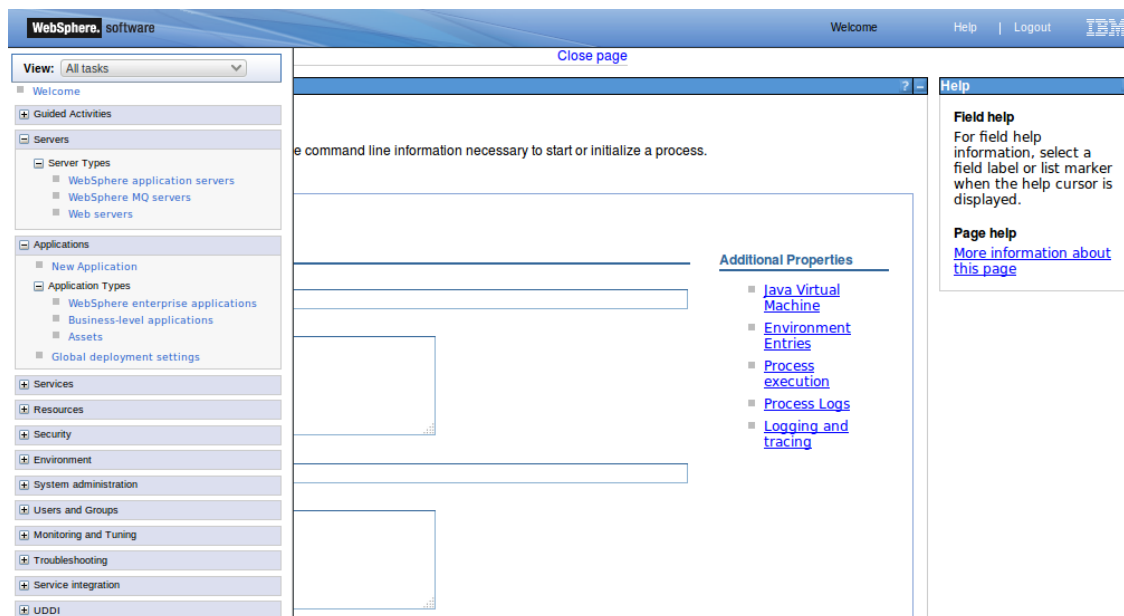 WebSphere. software
Welcome
Help | Logout
IBM
View: All tasks
Welcome
Guided Activities
Servers
Server Types
WebSphere application servers
WebSphere MQ servers
Web servers
Applications
New Application
Application Types
WebSphere enterprise applications
Business-level applications
Assets
Global deployment settings
Services
Resources
Security
Environment
System administration
Users and Groups
Monitoring and Tuning
Troubleshooting
Service integration
UDDI
Close page
? –
e command line information necessary to start or initialize a process.
Additional Properties
Java Virtual
Machine
Environment
Entries
Process
execution
Process Logs
Logging and
tracing
Help
Field help
For field help
information, select a
field label or list marker
when the help cursor is
displayed.
Page help
More information about
this page